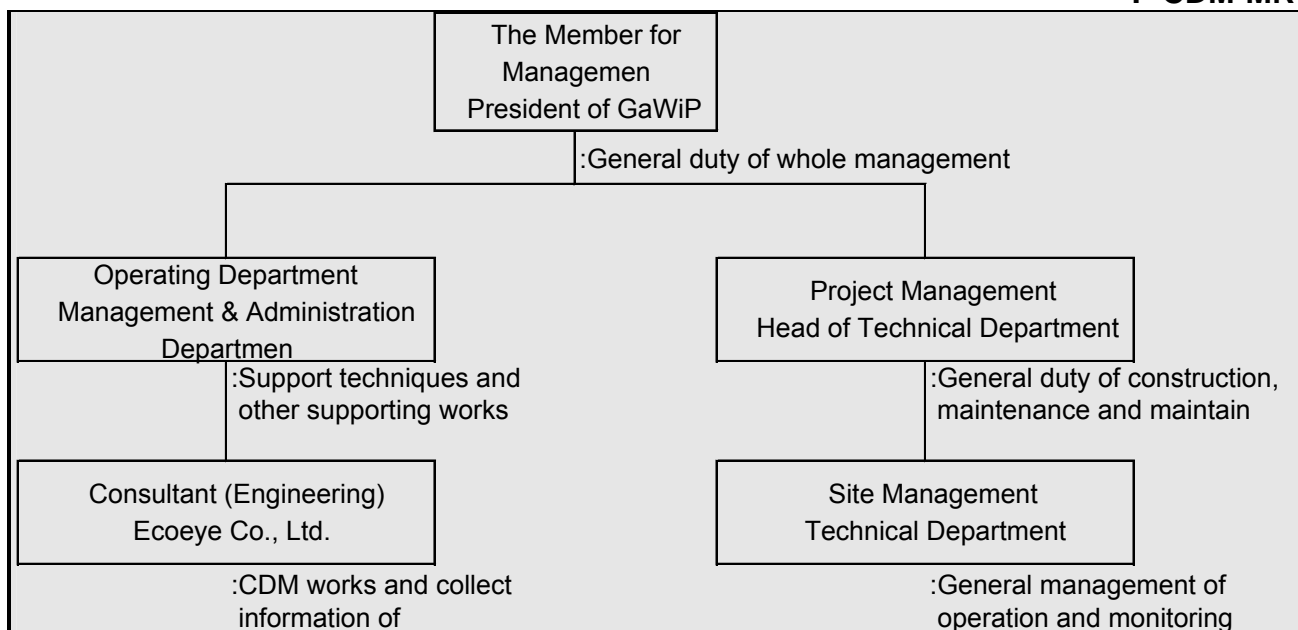 The Member for
Managemen
President of GaWiP
:General duty of whole management
Operating Department
Management & Administration
Departmen
Project Management
Head of Technical Department
:Support techniques and
other supporting works
:General duty of construction,
maintenance and maintain
Consultant (Engineering)
Ecoeye Co., Ltd.
Site Management
Technical Department
:CDM works and collect
information of
:General management of
operation and monitoring